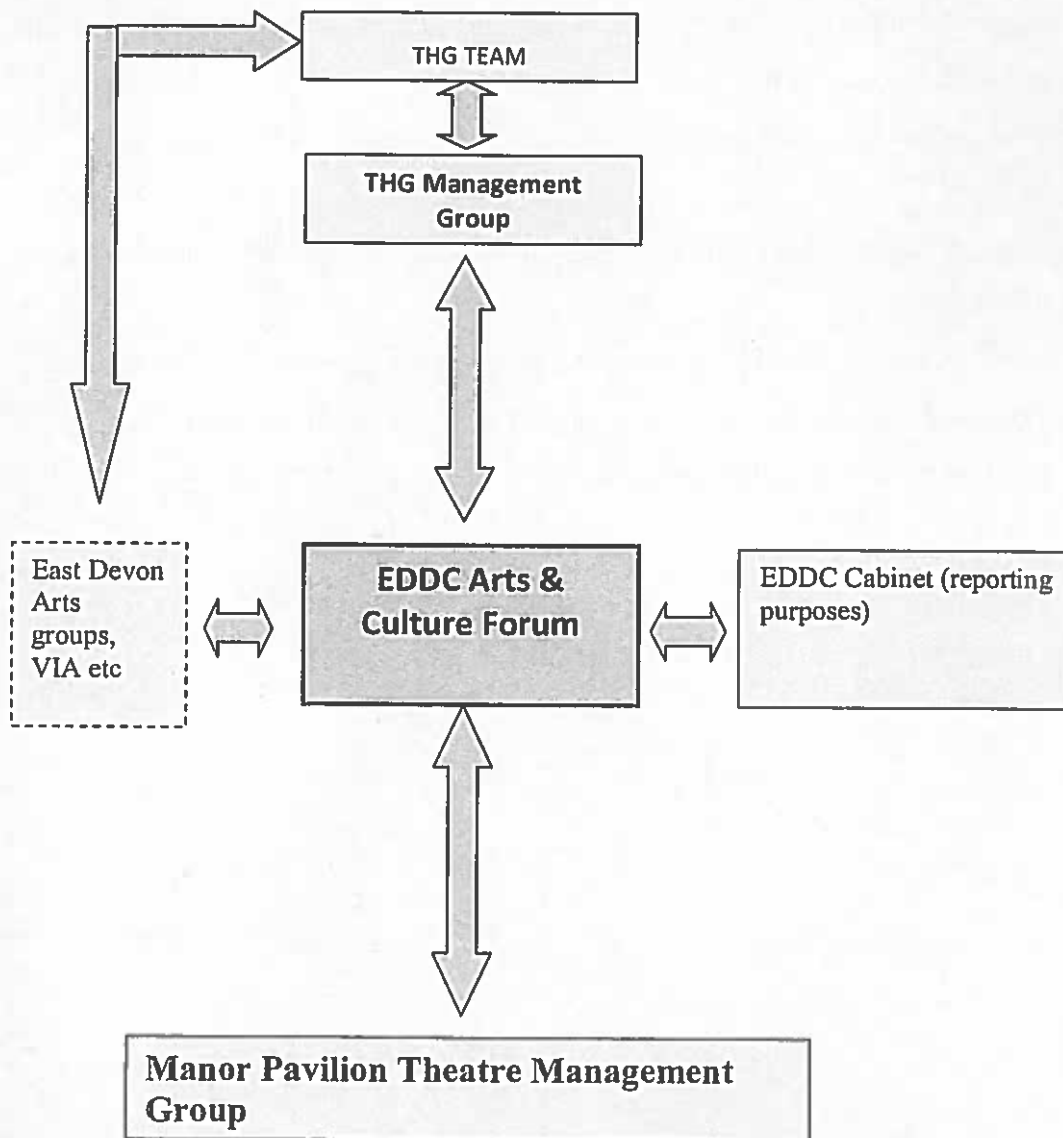 THG TEAM
THG Management
Group
East Devon
Arts
groups,
VIA etc
EDDC Arts &
Culture Forum
EDDC Cabinet (reporting
purposes)
Manor Pavilion Theatre Management
Group